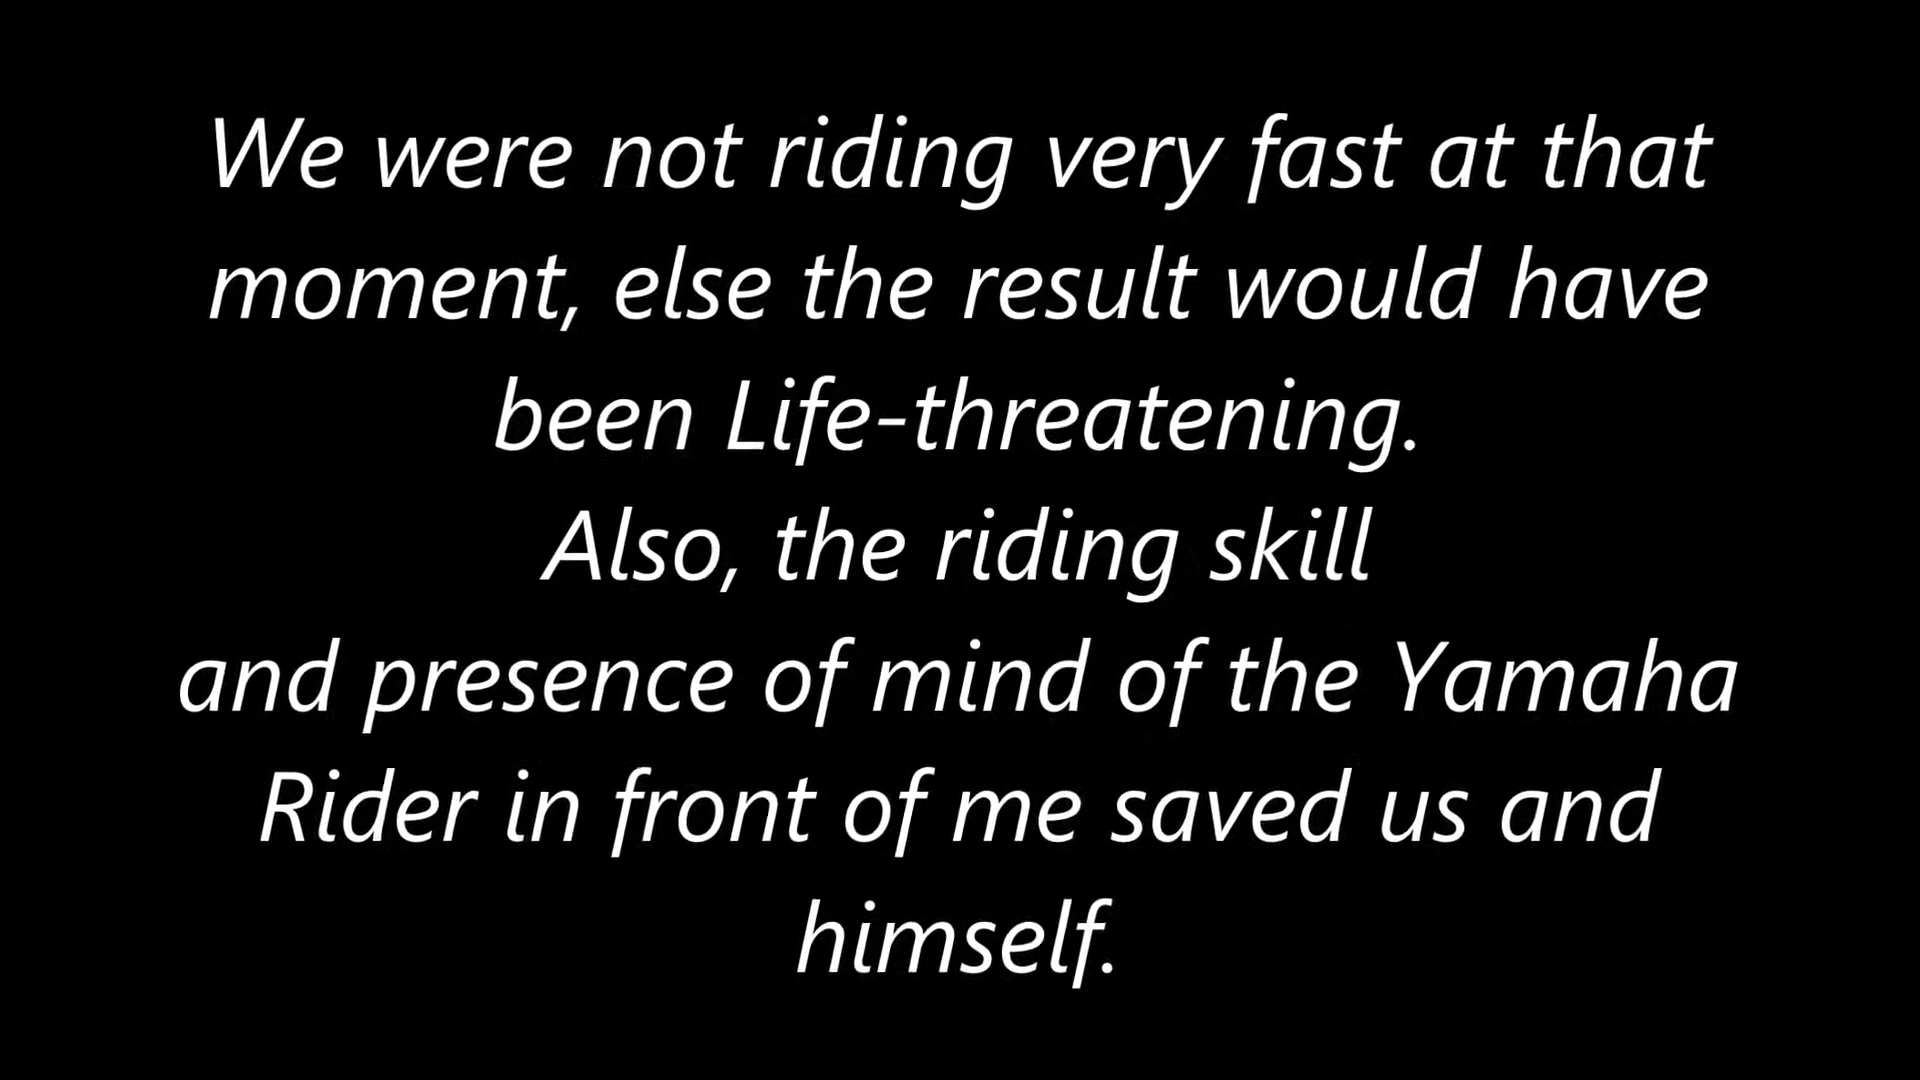 We were not riding very fast at that
moment, else the result would have
been Life-threatening.
Also, the riding skill
and presence of mind of the Yamaha
Rider in front of me saved us and
himself.